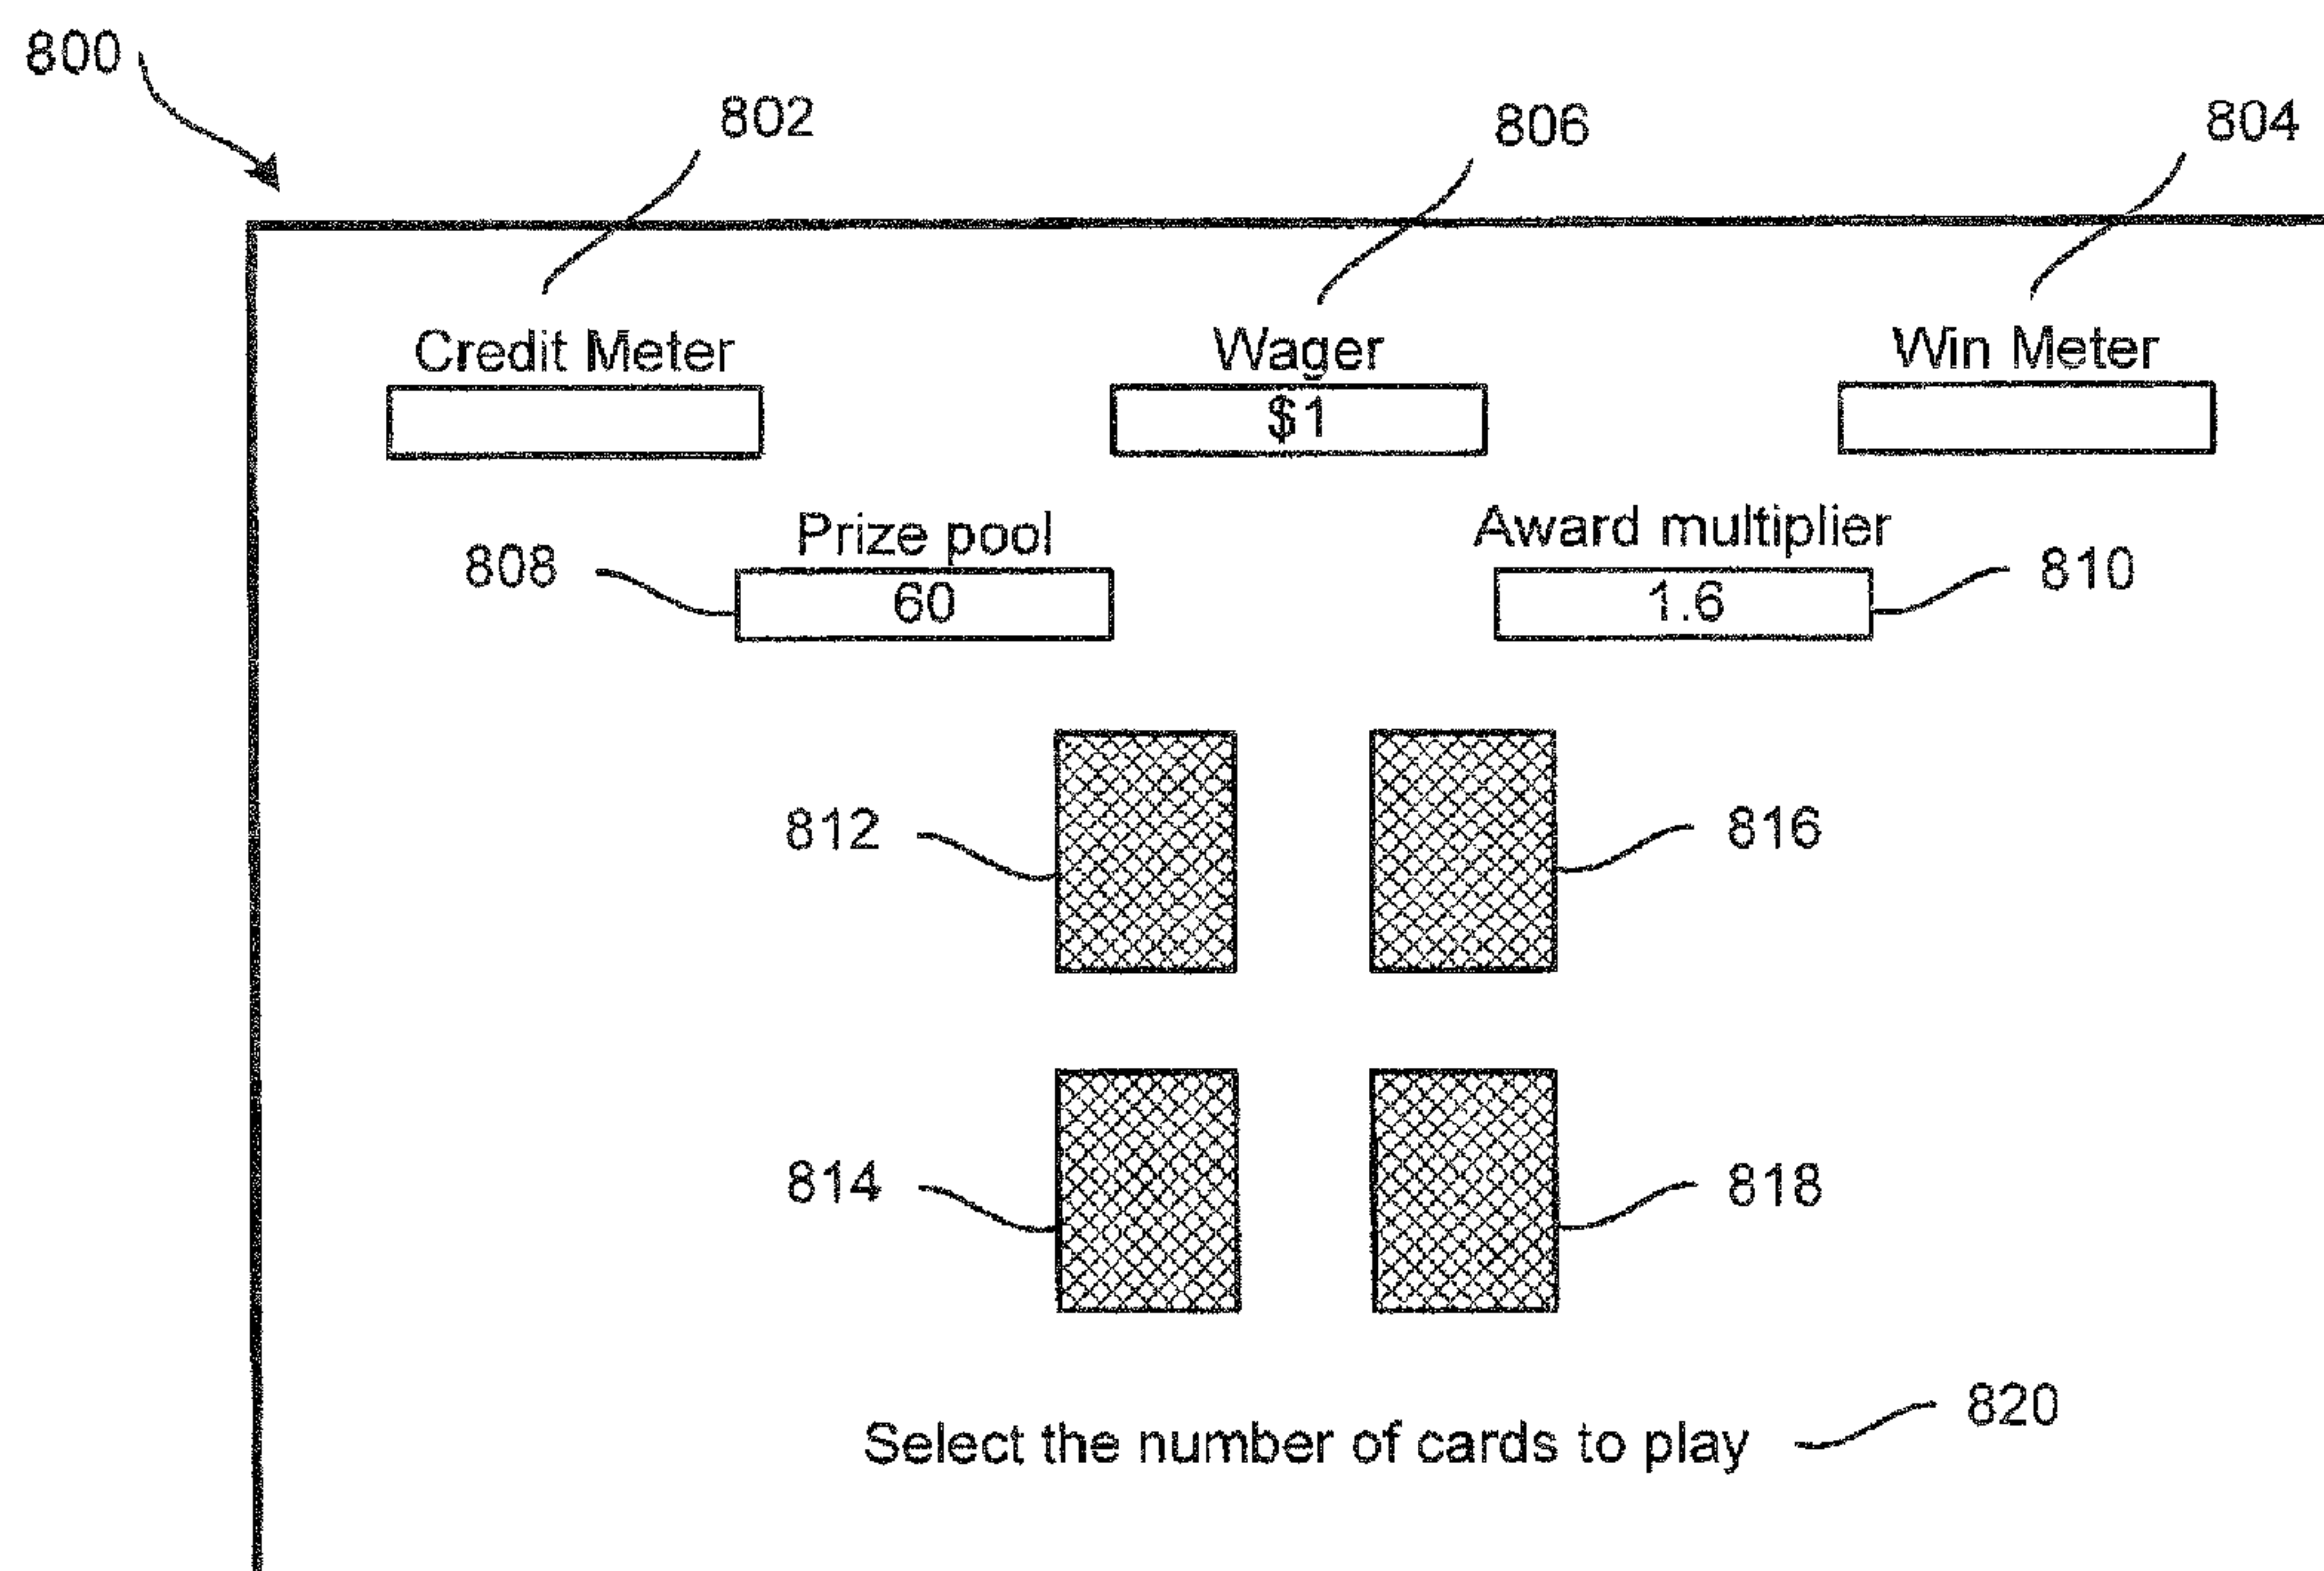 800
802
806
804
Credit Meter
Wager
Win Meter
$1
Prize pool
Award multiplier
808
60
1.6
810
812
816
814
818
820
Select the number of cards to play